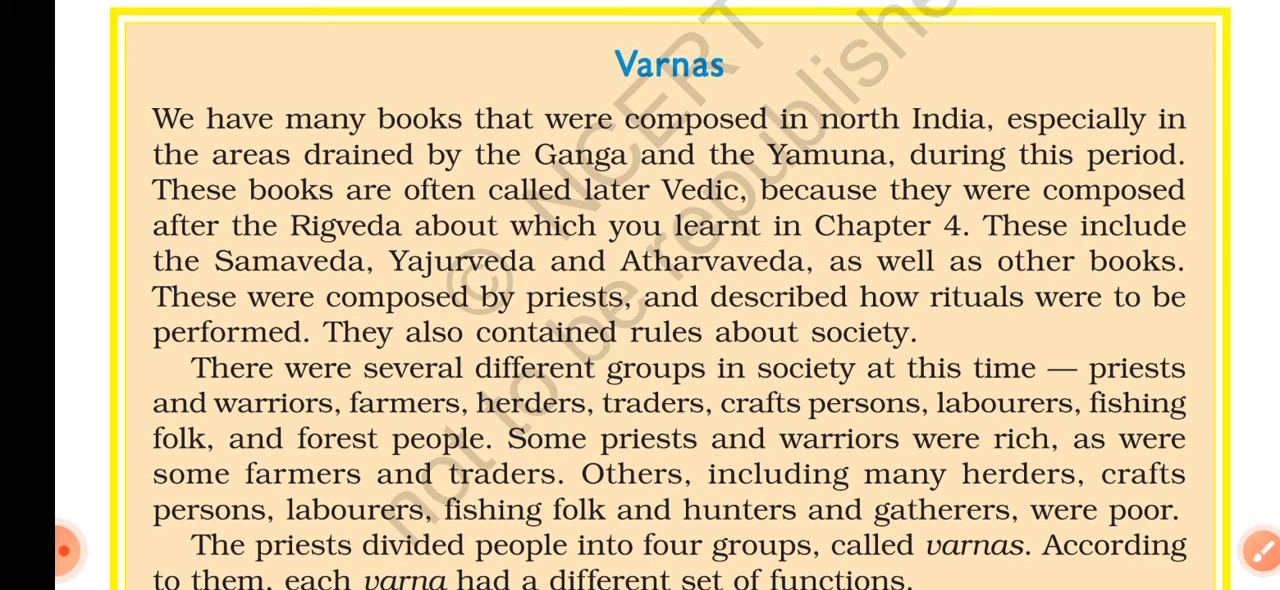 Varnas
We have many books that were composed in north India, especially in
the areas drained by the Ganga and the Yamuna, during this period.
These books are often called later Vedic, because they were composed
after the Rigveda about which you learnt in Chapter 4. These include
the Samaveda, Yajurveda and Atharvaveda, as well as other books.
These were composed by priests, and described how rituals were to be
performed. They also contained rules about society.
There were several different groups in society at this time — priests
and warriors, farmers, herders, traders, crafts persons, labourers, fishing
folk, and forest people. Some priests and warriors were rich, as were
some farmers and traders. Others, including many herders, crafts
persons, labourers, fishing folk and hunters and gatherers, were poor.
The priests divided people into four groups, called varnas. According
to them, each varna had a different set of functions.
© NCERT
not to be republishe